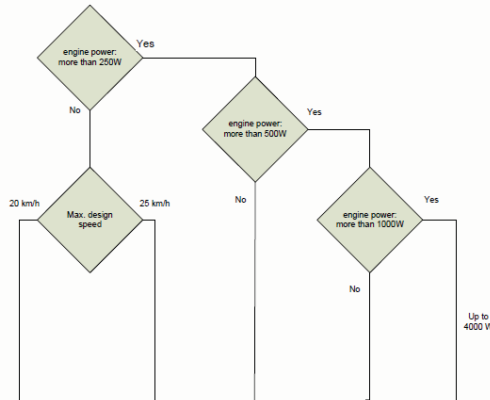 Yes
engine power:
more than 250W
No
Yes
engine power:
more than 500W
No
20 km/h
25 km/h
Max. design
speed
Yes
engine power:
more than 1000W
No
Up to
4000 W